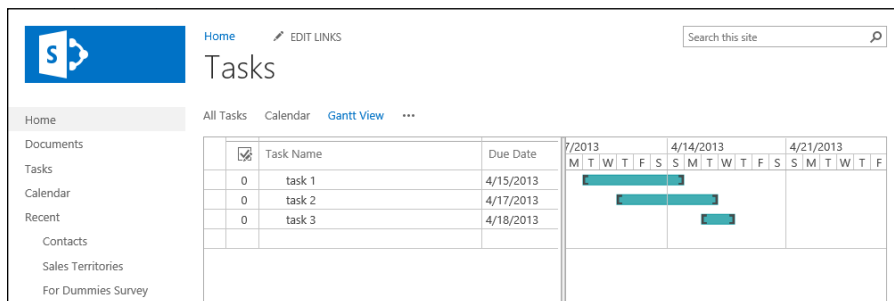 S
Home EDIT LINKS
Search this site
Tasks
All Tasks Calendar Gantt View ...
Home
Documents
Tasks
Calendar
Recent
Contacts
Sales Territories
For Dummies Survey
Task Name Due Date 7/2013 4/14/2013 4/21/2013
M T W T F S S M T W T F S S M T W T F
0 task 1 4/15/2013
0 task 2 4/17/2013
0 task 3 4/18/2013